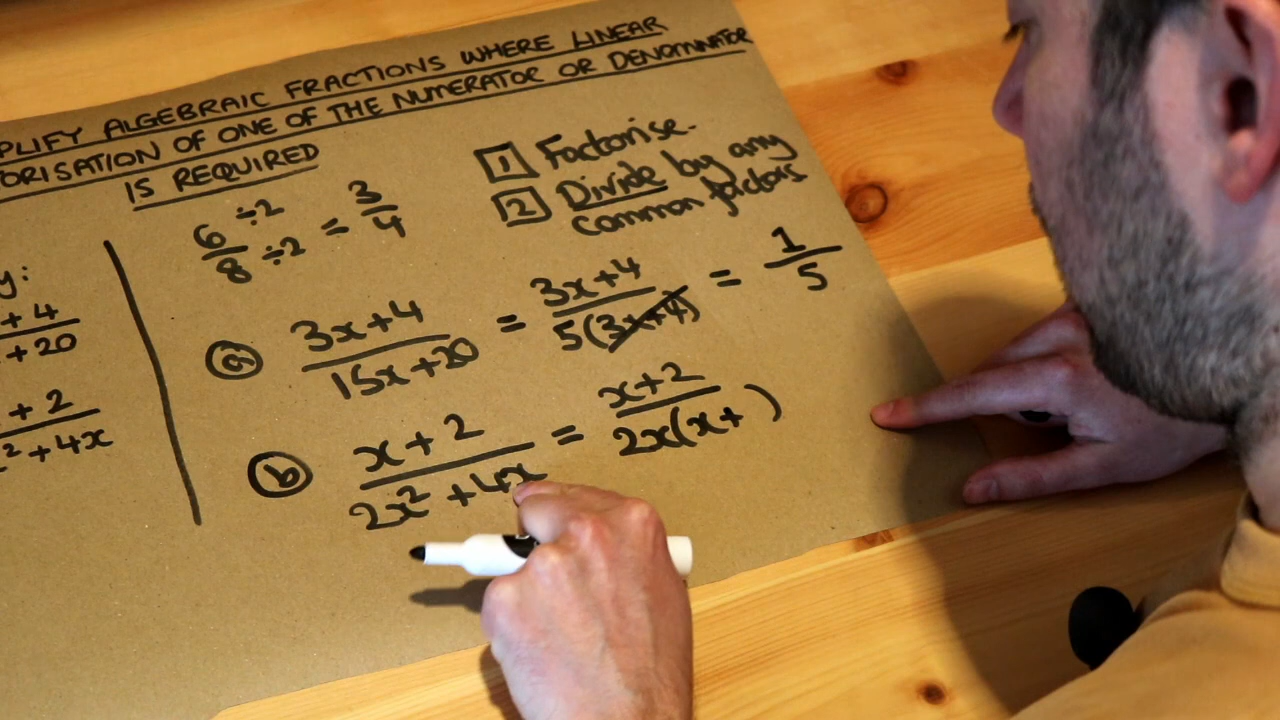 PLIFY ALGEBRAIC FRACTIONS WHERE LINEAR
ORISATION OF ONE OF THE NUMERATOR OR DENOMINATOR
IS REQUIRED
1 Factorise.
2 Divide by any
common factors
6 ÷2 / 8 ÷2 = 3/4
y:
+ 4
+ 20
+ 2
² + 4x
a (3x+4)/(15x+20) = (3x+4)/(5(3x+4)) = 1/5
b (x+2)/(2x² + 4x) = (x+2)/(2x(x+ ))